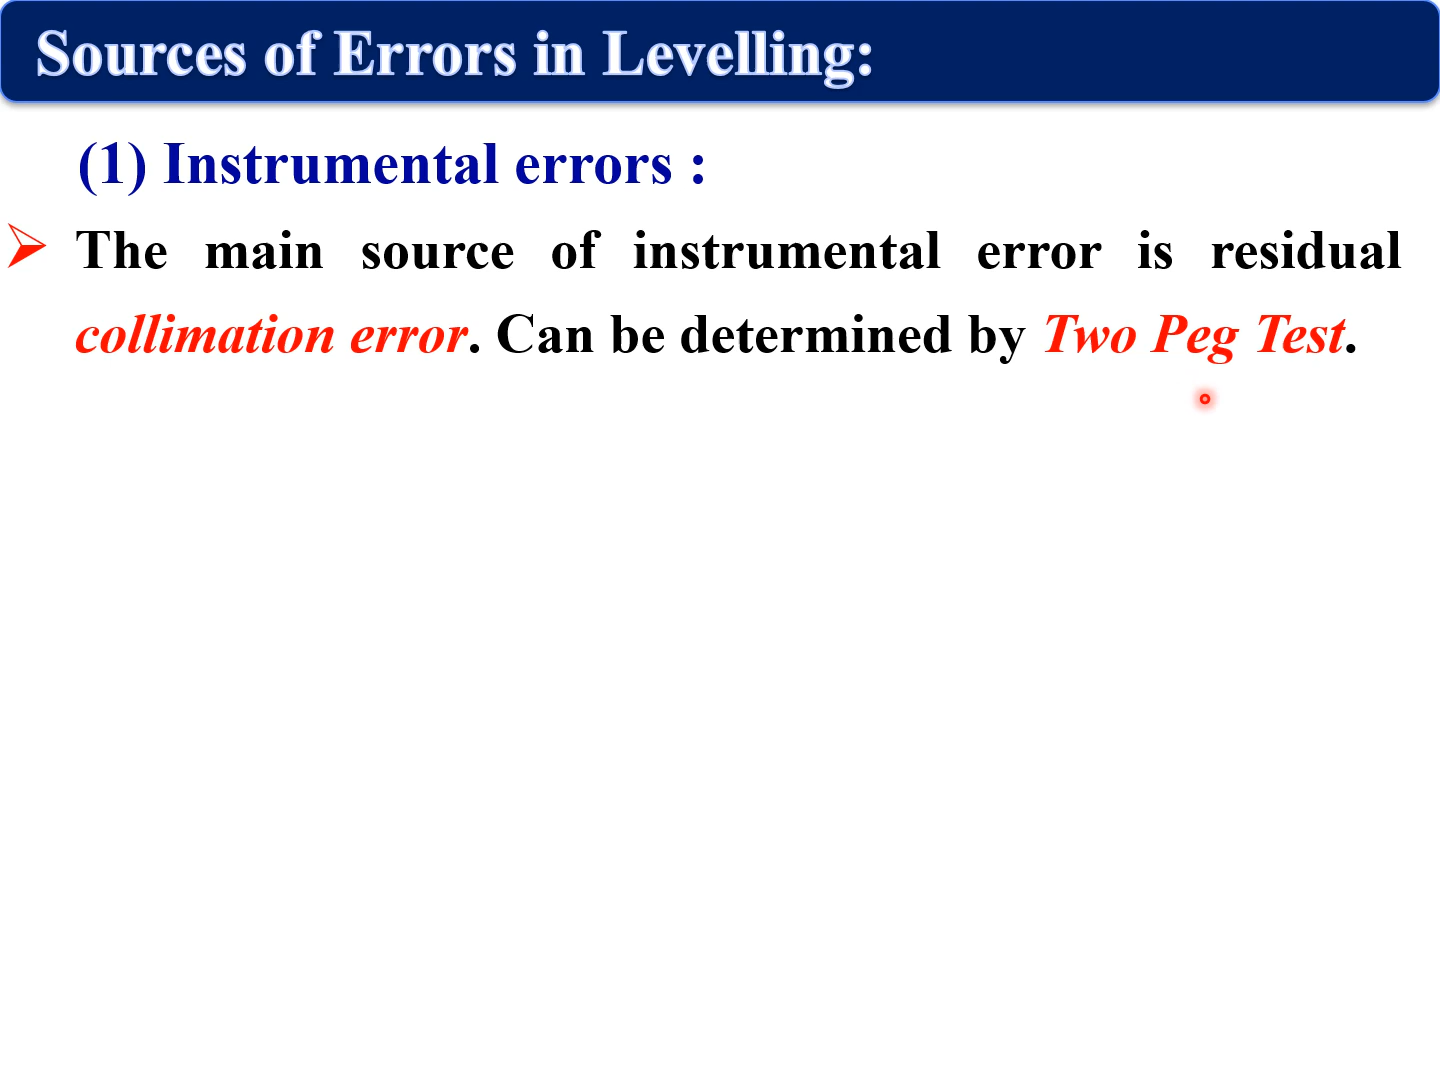 Sources of Errors in Levelling:
(1) Instrumental errors :
The main source of instrumental error is residual
collimation error. Can be determined by Two Peg Test.